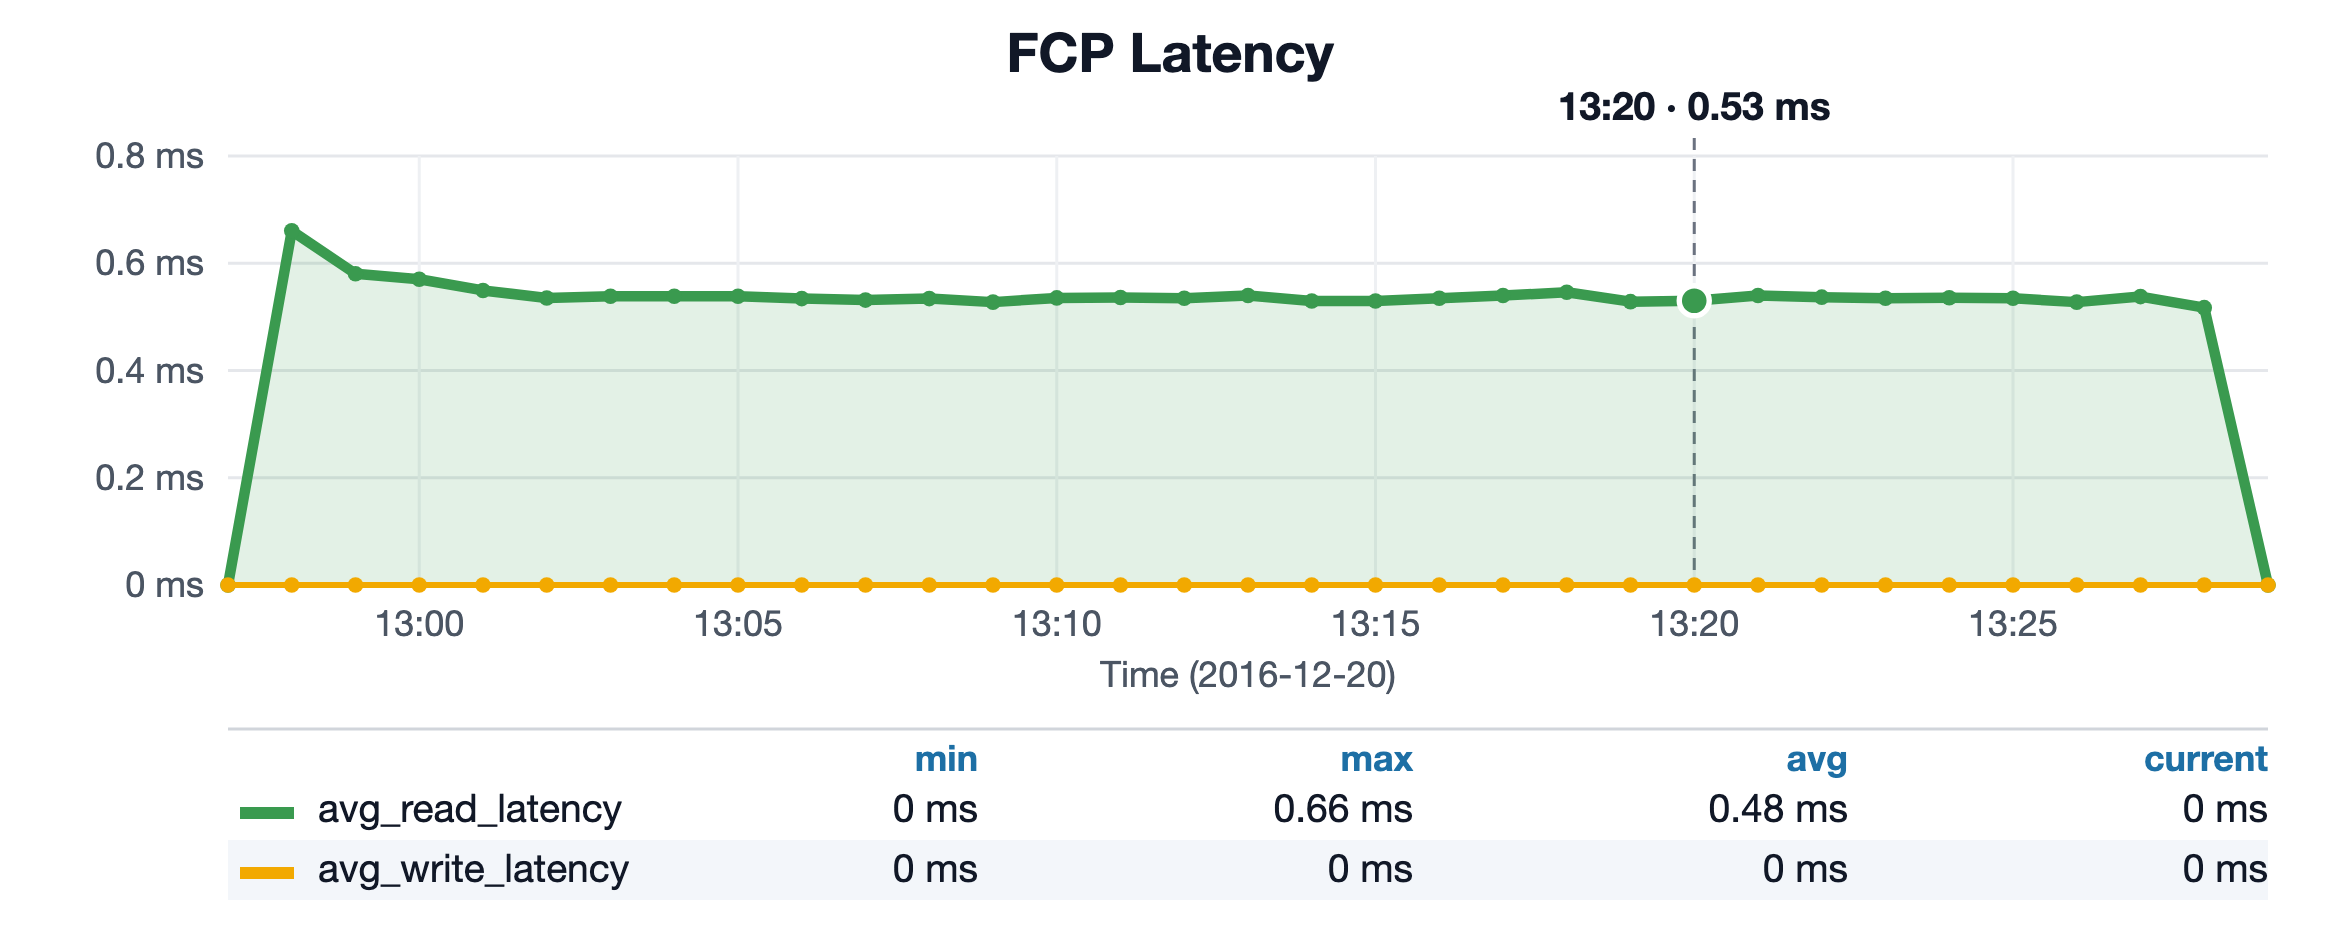 FCP Latency
13:20 · 0.53 ms
0.8 ms
0.6 ms
0.4 ms
0.2 ms
0 ms
13:00 13:05 13:10 13:15 13:20 13:25
Time (2016-12-20)
min max avg current
avg_read_latency 0 ms 0.66 ms 0.48 ms 0 ms
avg_write_latency 0 ms 0 ms 0 ms 0 ms